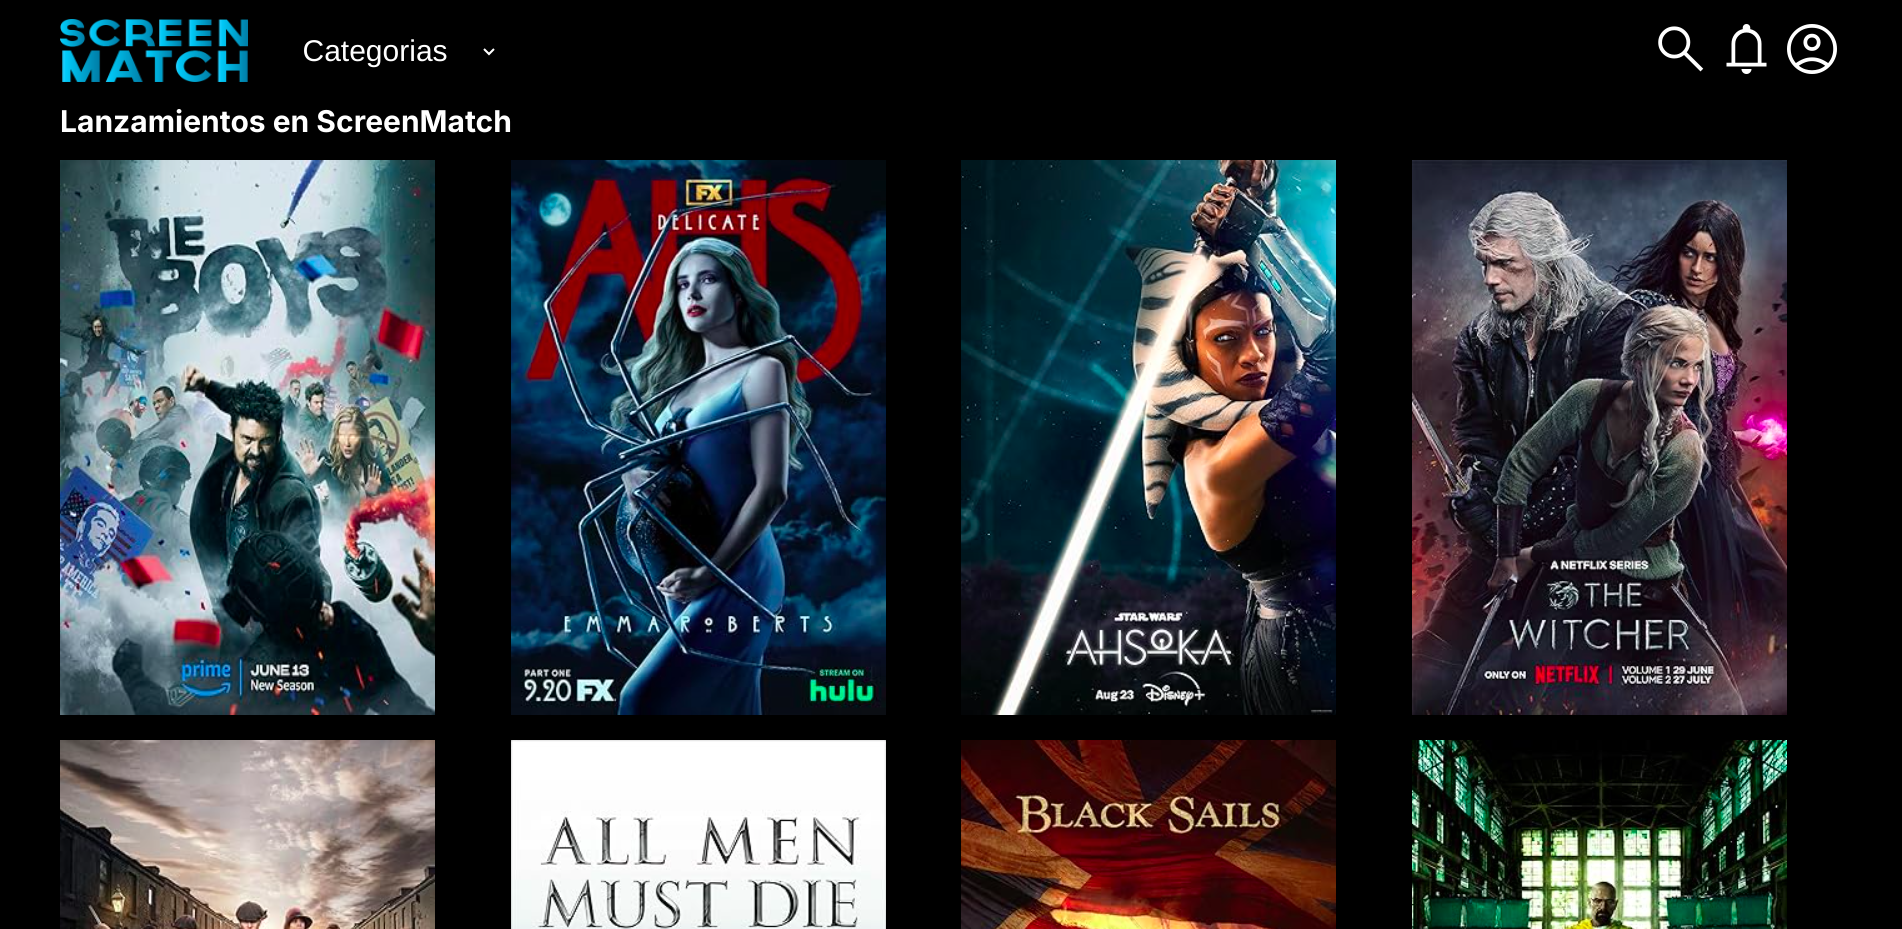 SCREEN
MATCH
Categorias
Lanzamientos en ScreenMatch
THE
BOYS
AMERICA
prime
JUNE 13
New Season
FX
AHS
DELICATE
EMMA ROBERTS
PART ONE
9.20 FX
STREAM ON
hulu
STAR WARS
AHSOKA
Aug 23 Disney+
A NETFLIX SERIES
THE
WITCHER
ONLY ON NETFLIX
VOLUME 1 29 JUNE
VOLUME 2 27 JULY
ALL MEN
MUST DIE
BLACK SAILS